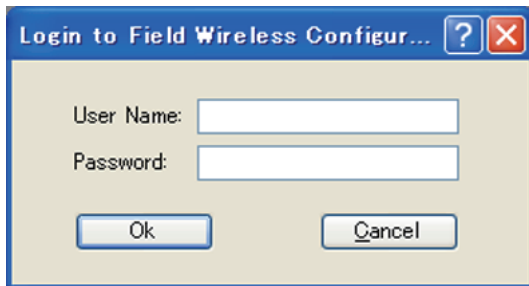 Login to Field Wireless Configur...
User Name:
Password:
Ok
Cancel